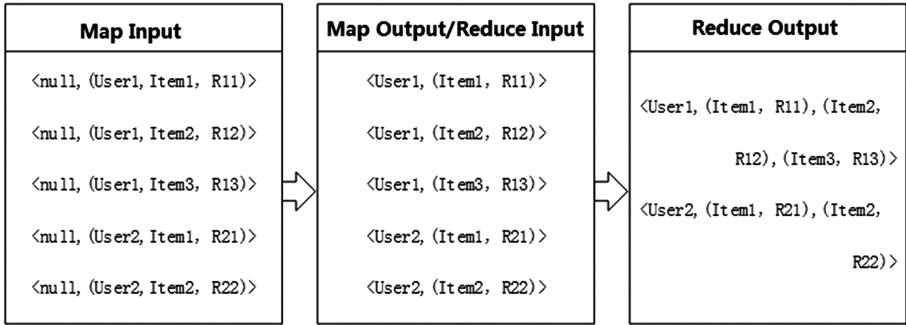 Map Input
<null,(User1,Item1, R11)>
<null,(User1,Item2, R12)>
<null,(User1,Item3, R13)>
<null,(User2,Item1, R21)>
<null,(User2,Item2, R22)>
Map Output/Reduce Input
<User1,(Item1, R11)>
<User1,(Item2, R12)>
<User1,(Item3, R13)>
<User2,(Item1, R21)>
<User2,(Item2, R22)>
Reduce Output
<User1,(Item1, R11),(Item2,
R12),(Item3, R13)>
<User2,(Item1, R21),(Item2,
R22)>